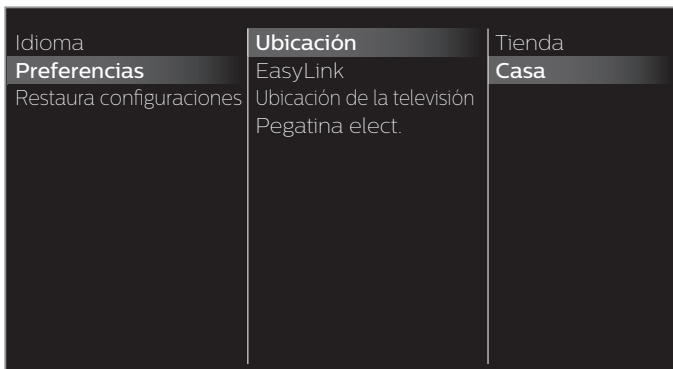 Idioma
Preferencias
Restaura configuraciones
Ubicación
EasyLink
Ubicación de la televisión
Pegatina elect.
Tienda
Casa